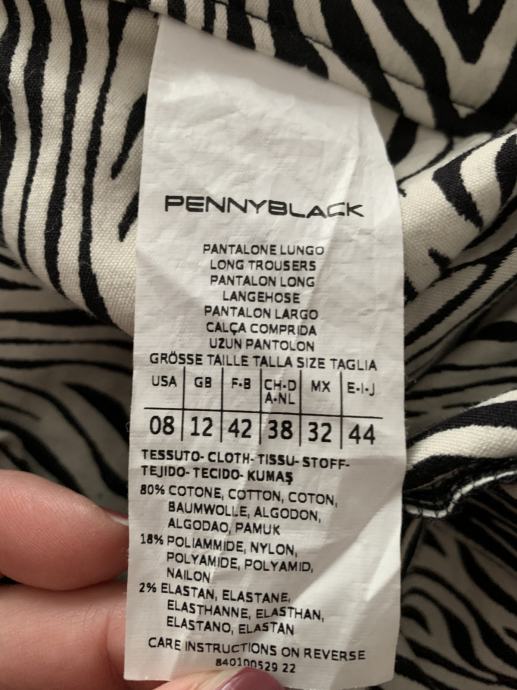 PENNYBLACK
PANTALONE LUNGO
LONG TROUSERS
PANTALON LONG
LANGEHOSE
PANTALON LARGO
CALÇA COMPRIDA
UZUN PANTOLON
GRÖSSE TAILLE TALLA SIZE TAGLIA
USA GB F-B CH-D A-NL MX E-I-J
08 12 42 38 32 44
TESSUTO- CLOTH- TISSU- STOFF-
TEJIDO- TECIDO- KUMAŞ
80% COTONE, COTTON, COTON,
BAUMWOLLE, ALGODON,
ALGODAO, PAMUK
18% POLIAMMIDE, NYLON,
POLYAMIDE, POLYAMID,
NAILON
2% ELASTAN, ELASTANE,
ELASTHANNE, ELASTHAN,
ELASTANO, ELASTAN
CARE INSTRUCTIONS ON REVERSE
840100529 22